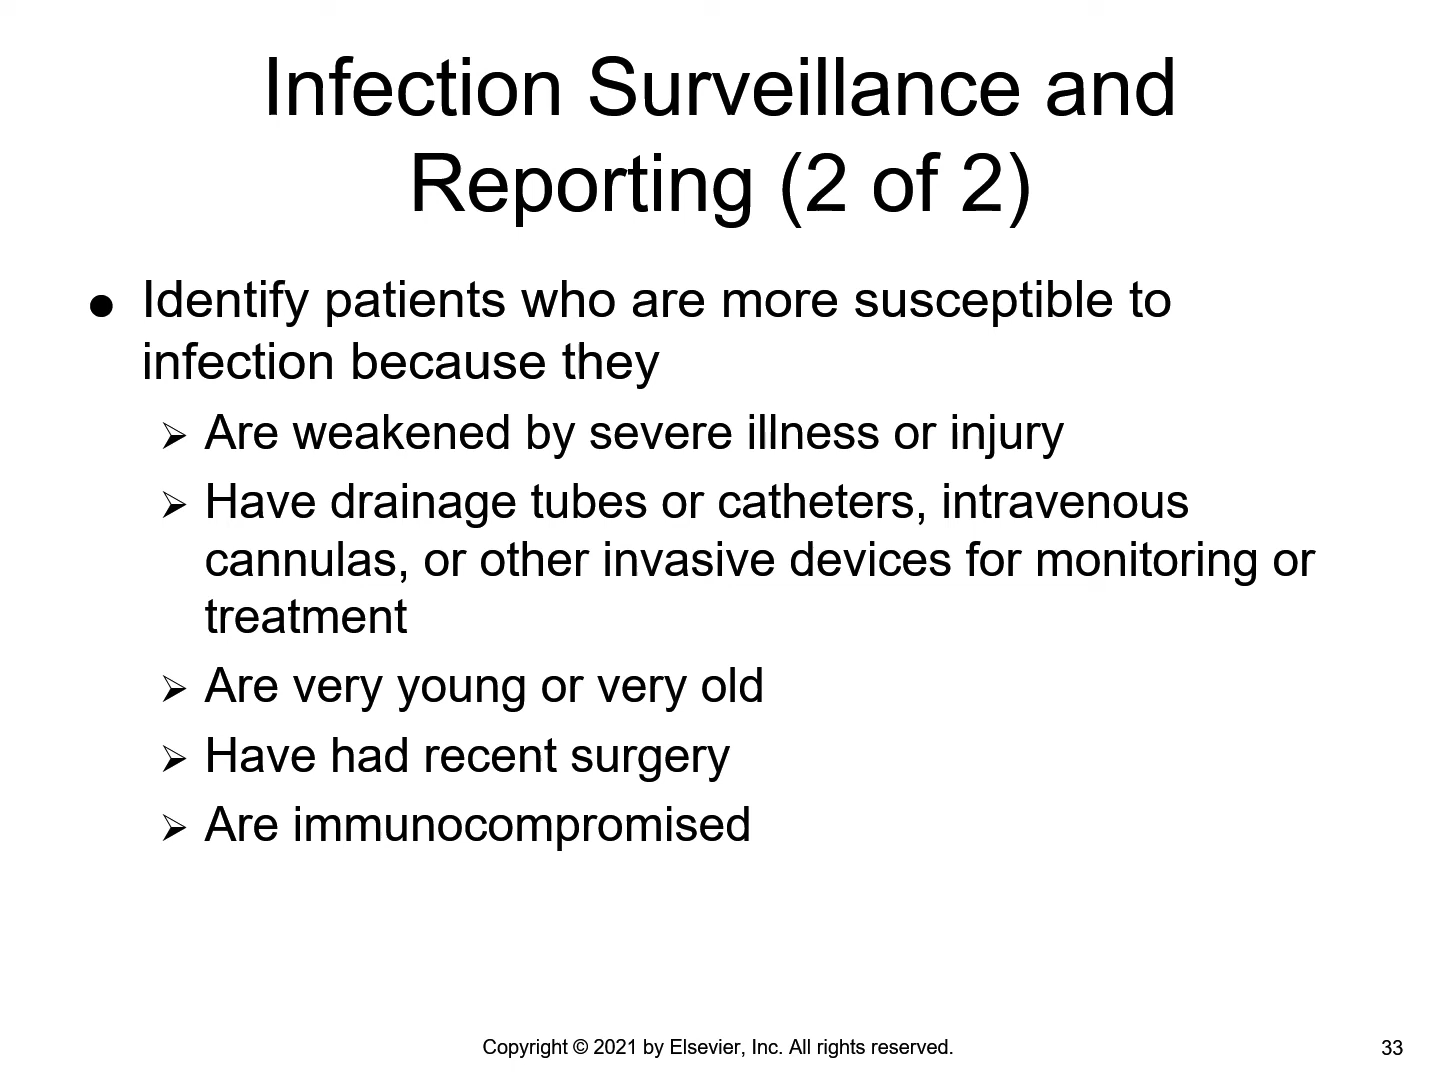 Infection Surveillance and
Reporting (2 of 2)
● Identify patients who are more susceptible to
infection because they
➢ Are weakened by severe illness or injury
➢ Have drainage tubes or catheters, intravenous
cannulas, or other invasive devices for monitoring or
treatment
➢ Are very young or very old
➢ Have had recent surgery
➢ Are immunocompromised
Copyright © 2021 by Elsevier, Inc. All rights reserved.
33